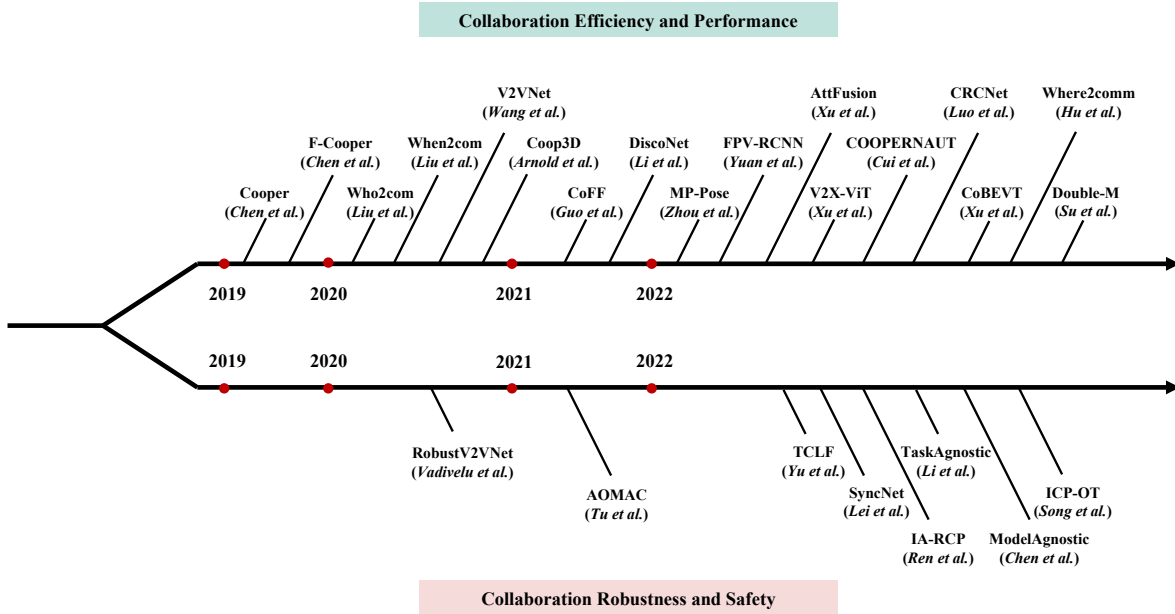 Collaboration Efficiency and Performance
V2VNet
(Wang et al.)
AttFusion
(Xu et al.)
CRCNet
(Luo et al.)
Where2comm
(Hu et al.)
F-Cooper
(Chen et al.)
When2com
(Liu et al.)
Coop3D
(Arnold et al.)
DiscoNet
(Li et al.)
FPV-RCNN
(Yuan et al.)
COOPERNAUT
(Cui et al.)
Cooper
(Chen et al.)
Who2com
(Liu et al.)
CoFF
(Guo et al.)
MP-Pose
(Zhou et al.)
V2X-ViT
(Xu et al.)
CoBEVT
(Xu et al.)
Double-M
(Su et al.)
2019
2020
2021
2022
2019
2020
2021
2022
RobustV2VNet
(Vadivelu et al.)
TCLF
(Yu et al.)
TaskAgnostic
(Li et al.)
AOMAC
(Tu et al.)
SyncNet
(Lei et al.)
ICP-OT
(Song et al.)
IA-RCP
(Ren et al.)
ModelAgnostic
(Chen et al.)
Collaboration Robustness and Safety